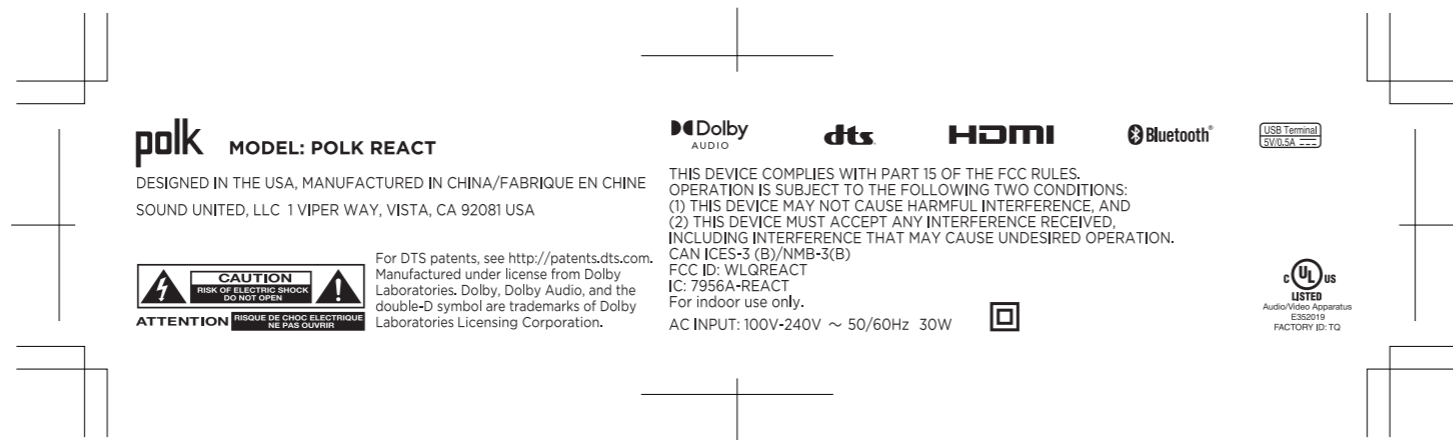 polk MODEL: POLK REACT
DESIGNED IN THE USA, MANUFACTURED IN CHINA/FABRIQUE EN CHINE
SOUND UNITED, LLC 1 VIPER WAY, VISTA, CA 92081 USA
CAUTION
RISK OF ELECTRIC SHOCK
DO NOT OPEN
ATTENTION RISQUE DE CHOC ELECTRIQUE
NE PAS OUVRIR
For DTS patents, see http://patents.dts.com.
Manufactured under license from Dolby
Laboratories. Dolby, Dolby Audio, and the
double-D symbol are trademarks of Dolby
Laboratories Licensing Corporation.
Dolby
AUDIO
dts
HDMI
Bluetooth®
USB Terminal
5V/0.5A
THIS DEVICE COMPLIES WITH PART 15 OF THE FCC RULES.
OPERATION IS SUBJECT TO THE FOLLOWING TWO CONDITIONS:
(1) THIS DEVICE MAY NOT CAUSE HARMFUL INTERFERENCE, AND
(2) THIS DEVICE MUST ACCEPT ANY INTERFERENCE RECEIVED,
INCLUDING INTERFERENCE THAT MAY CAUSE UNDESIRED OPERATION.
CAN ICES-3 (B)/NMB-3(B)
FCC ID: WLQREACT
IC: 7956A-REACT
For indoor use only.
AC INPUT: 100V-240V ~ 50/60Hz 30W
c UL US
LISTED
Audio/Video Apparatus
E352019
FACTORY ID: TQ